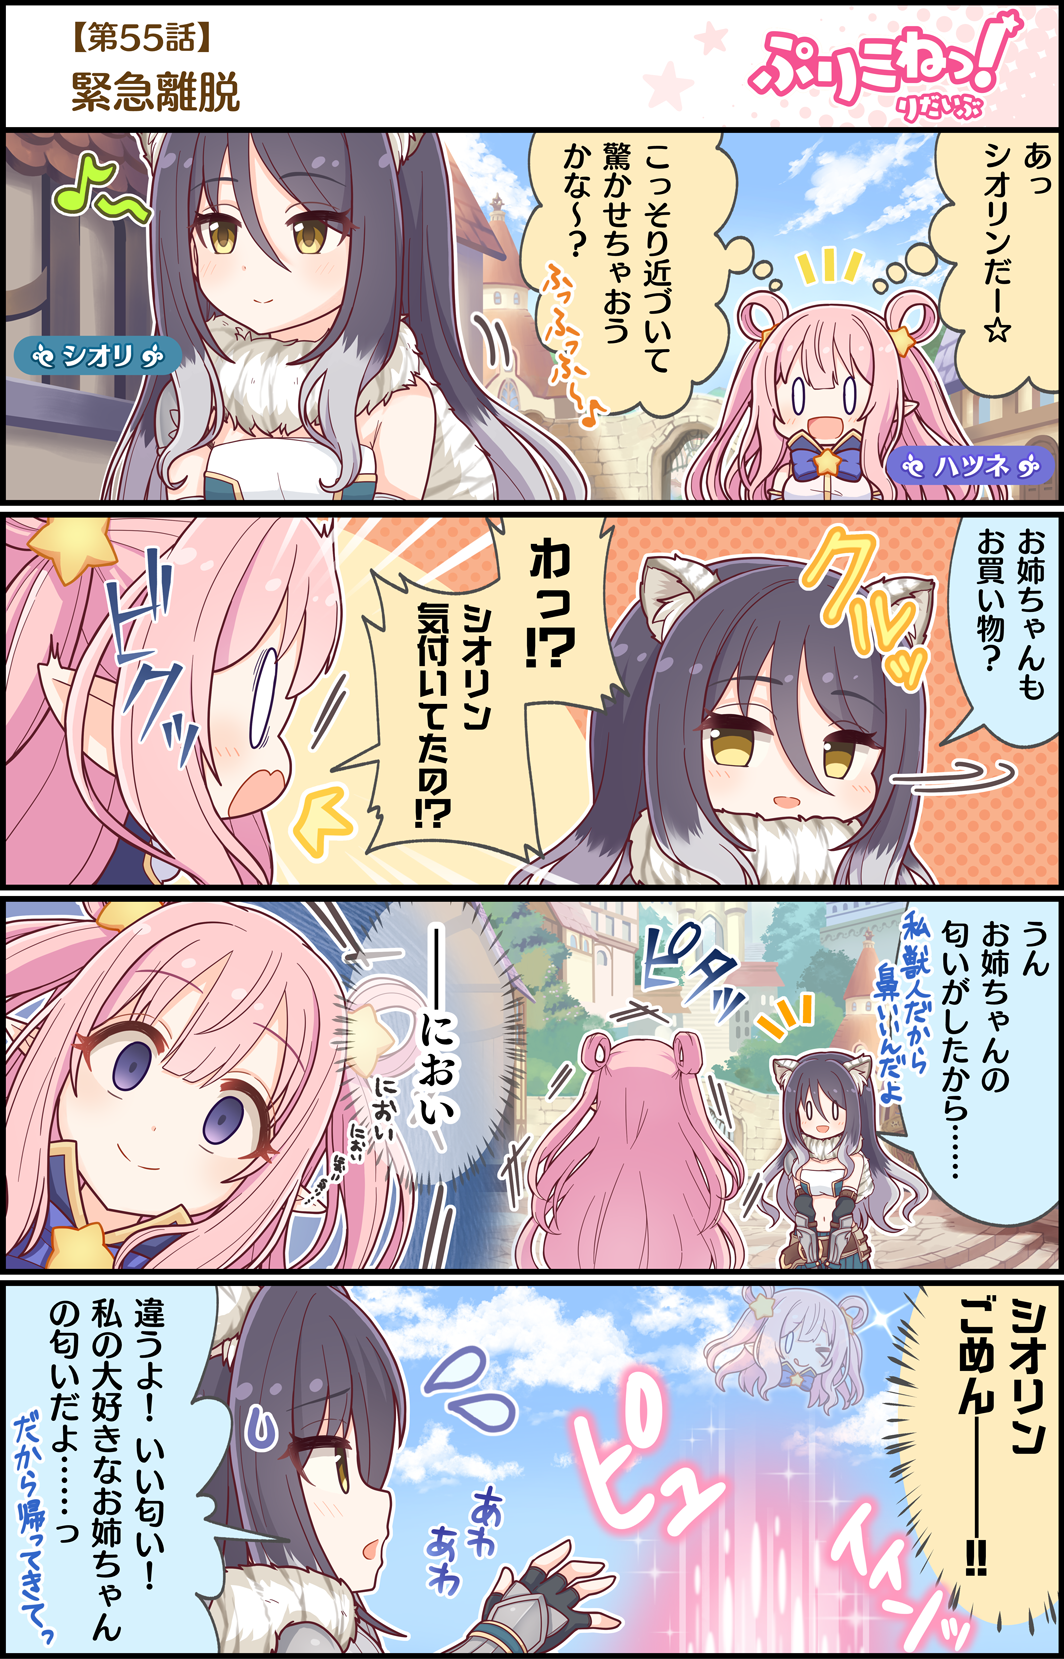 【第55話】
緊急離脱
ぷりこねっ!
りだいぶ
あっ
シオリンだー☆
こっそり近づいて
驚かせちゃおう
かな〜?
ふっふっふ〜♪
シオリ
ハツネ
お姉ちゃんも
お買い物?
クルッ
わっ!?
シオリン
気付いてたの!?
ビクッ
うん
お姉ちゃんの
匂いがしたから……
私獣人だから
鼻いいんだよ
ピタッ
──におい
におい
におい
シオリン
ごめん────!!
ピュイイーンッ
あわ
あわ
違うよ! いい匂い!
私の大好きなお姉ちゃん
の匂いだよ……っ
だから帰ってきてっ